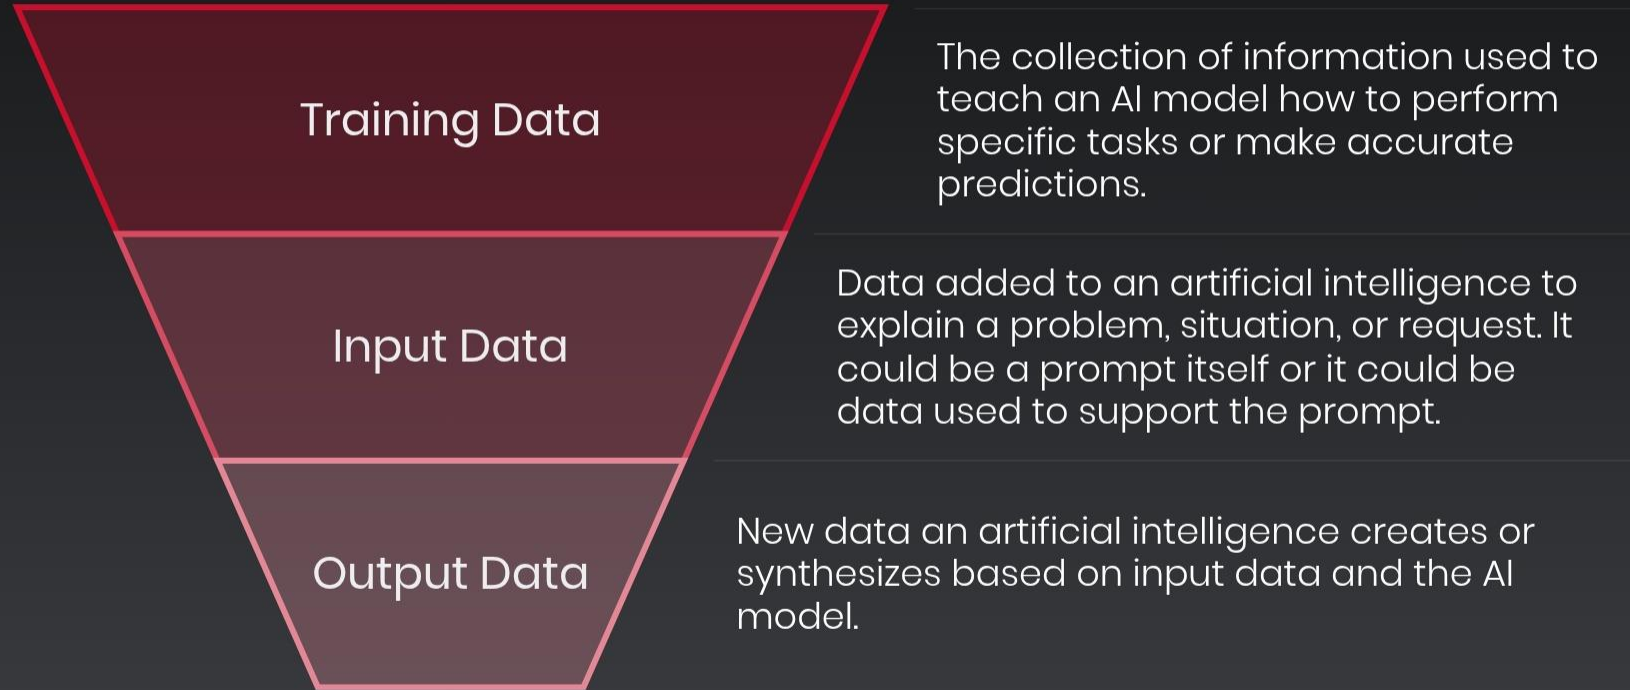 Training Data
The collection of information used to
teach an AI model how to perform
specific tasks or make accurate
predictions.
Input Data
Data added to an artificial intelligence to
explain a problem, situation, or request. It
could be a prompt itself or it could be
data used to support the prompt.
Output Data
New data an artificial intelligence creates or
synthesizes based on input data and the AI
model.